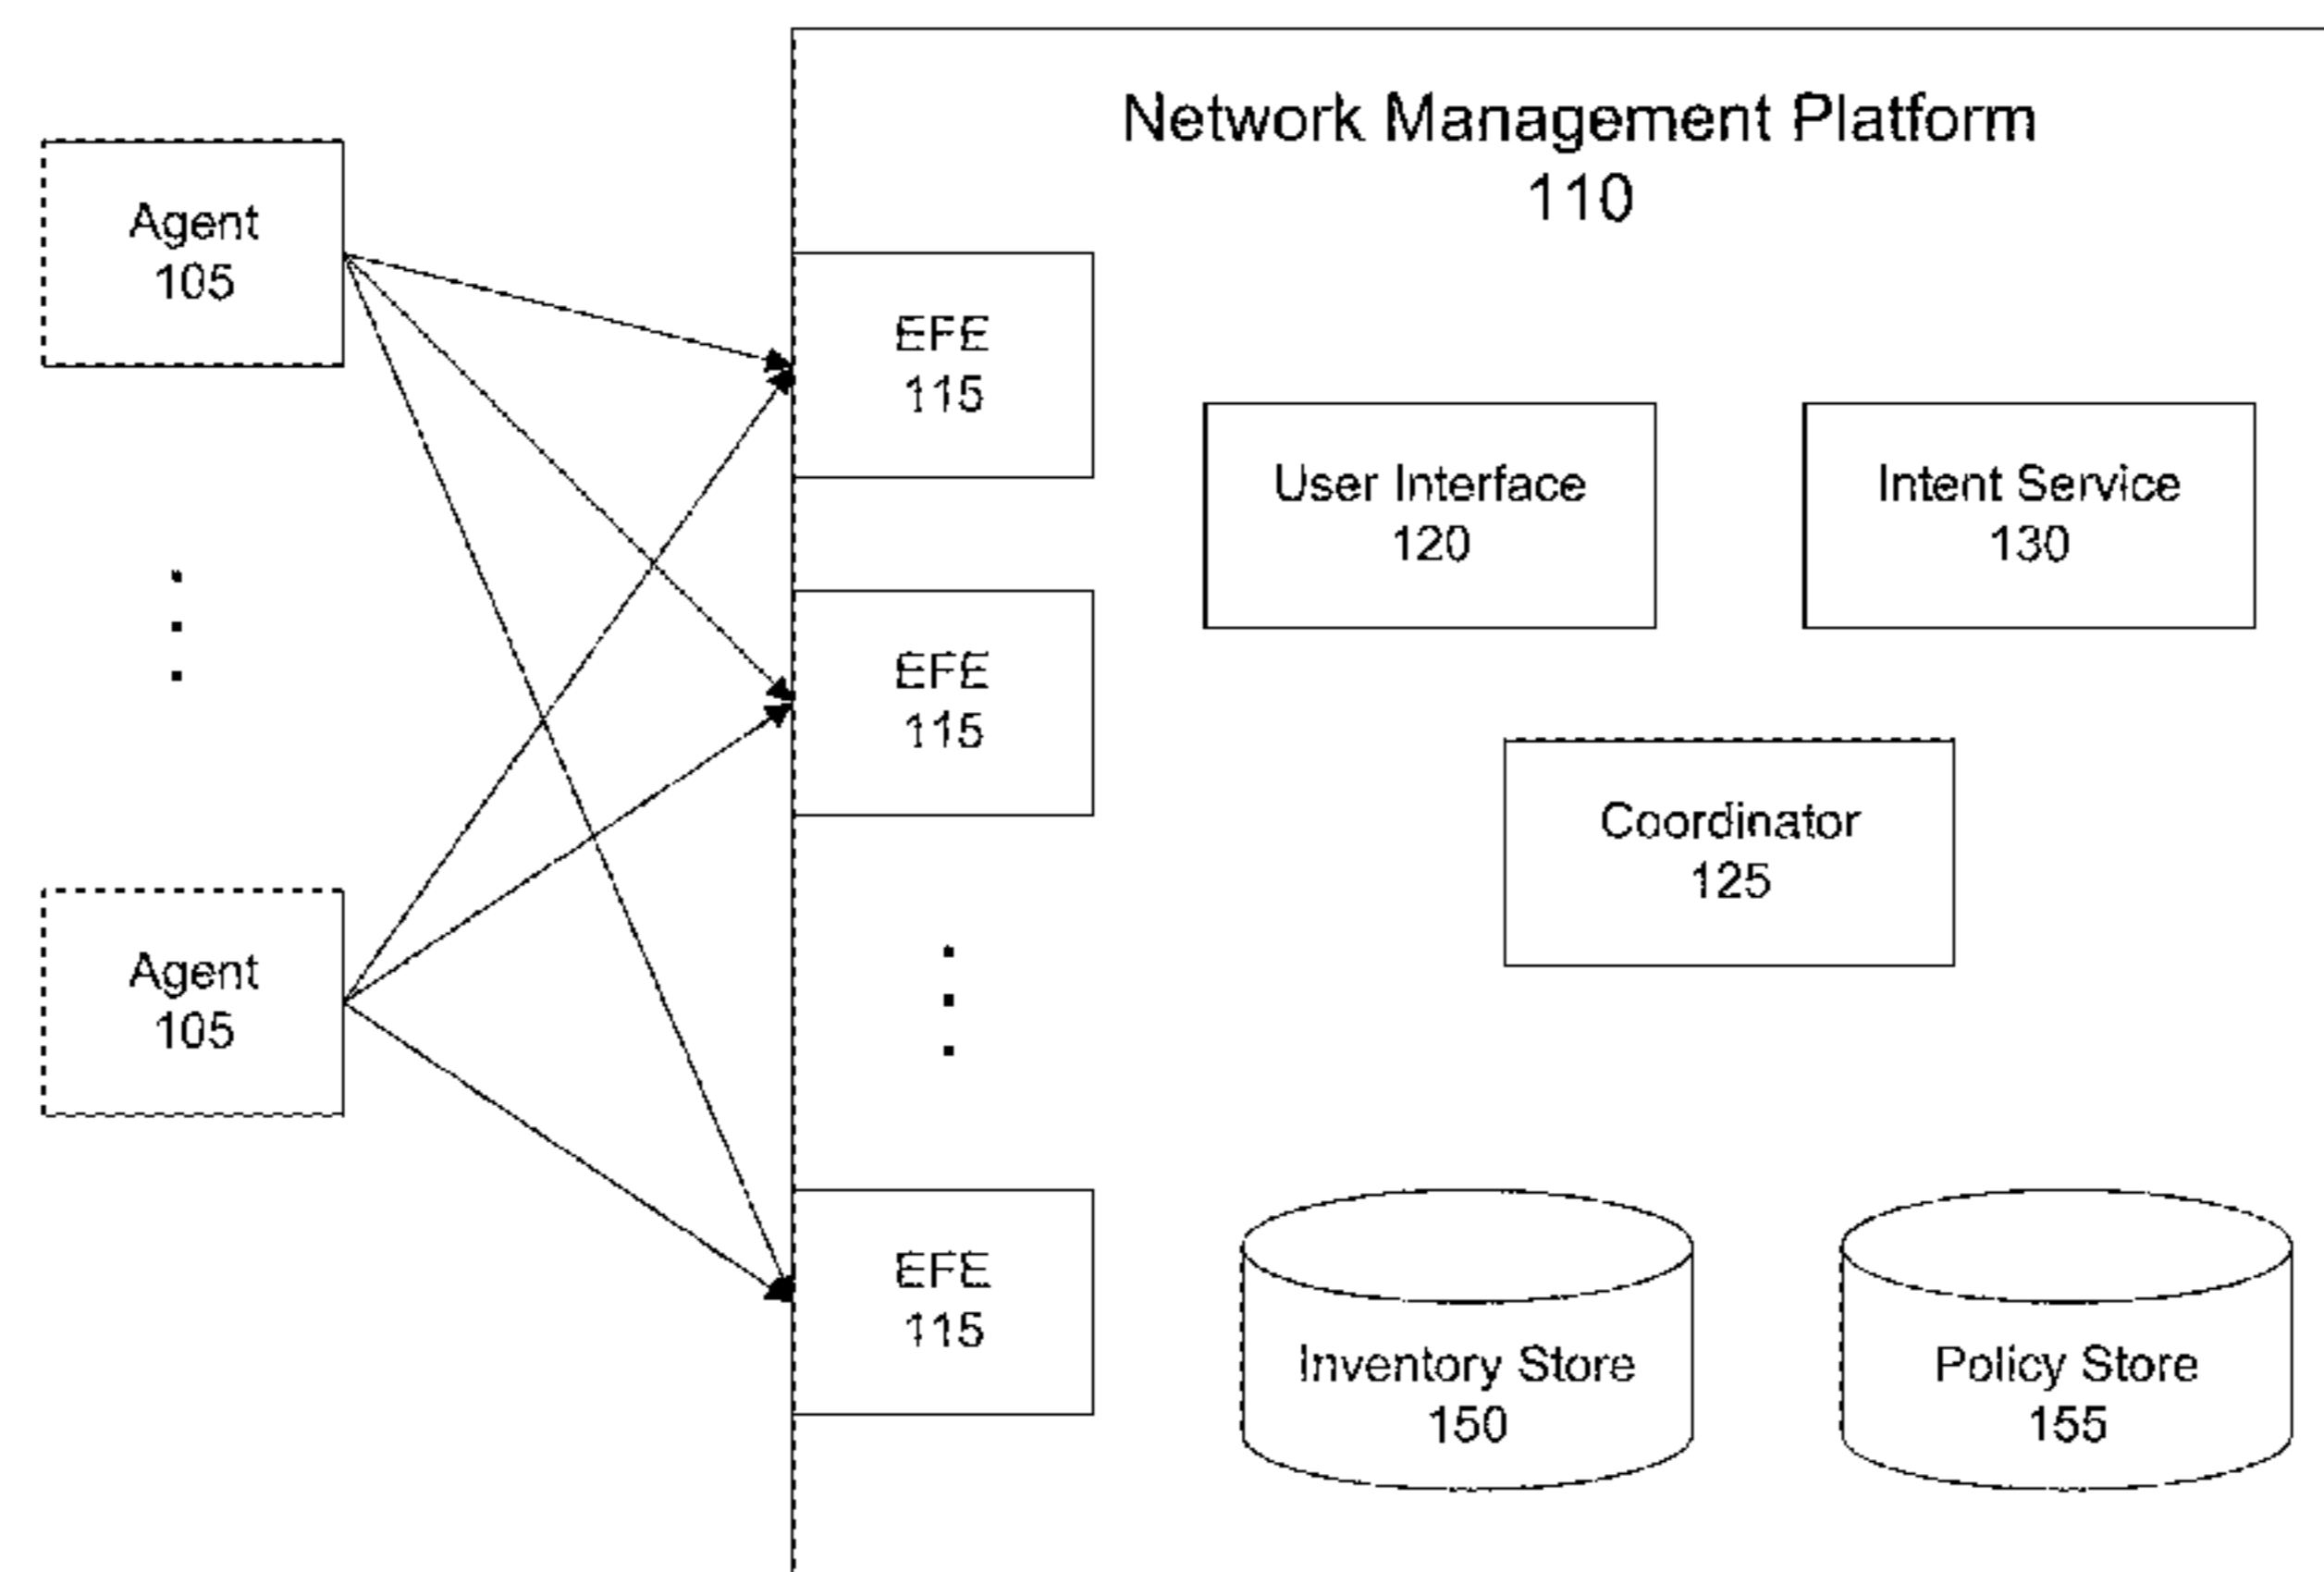 Network Management Platform
110
Agent
105
EFE
115
User Interface
120
Intent Service
130
EFE
115
Coordinator
125
Agent
105
EFE
115
Inventory Store
150
Policy Store
155